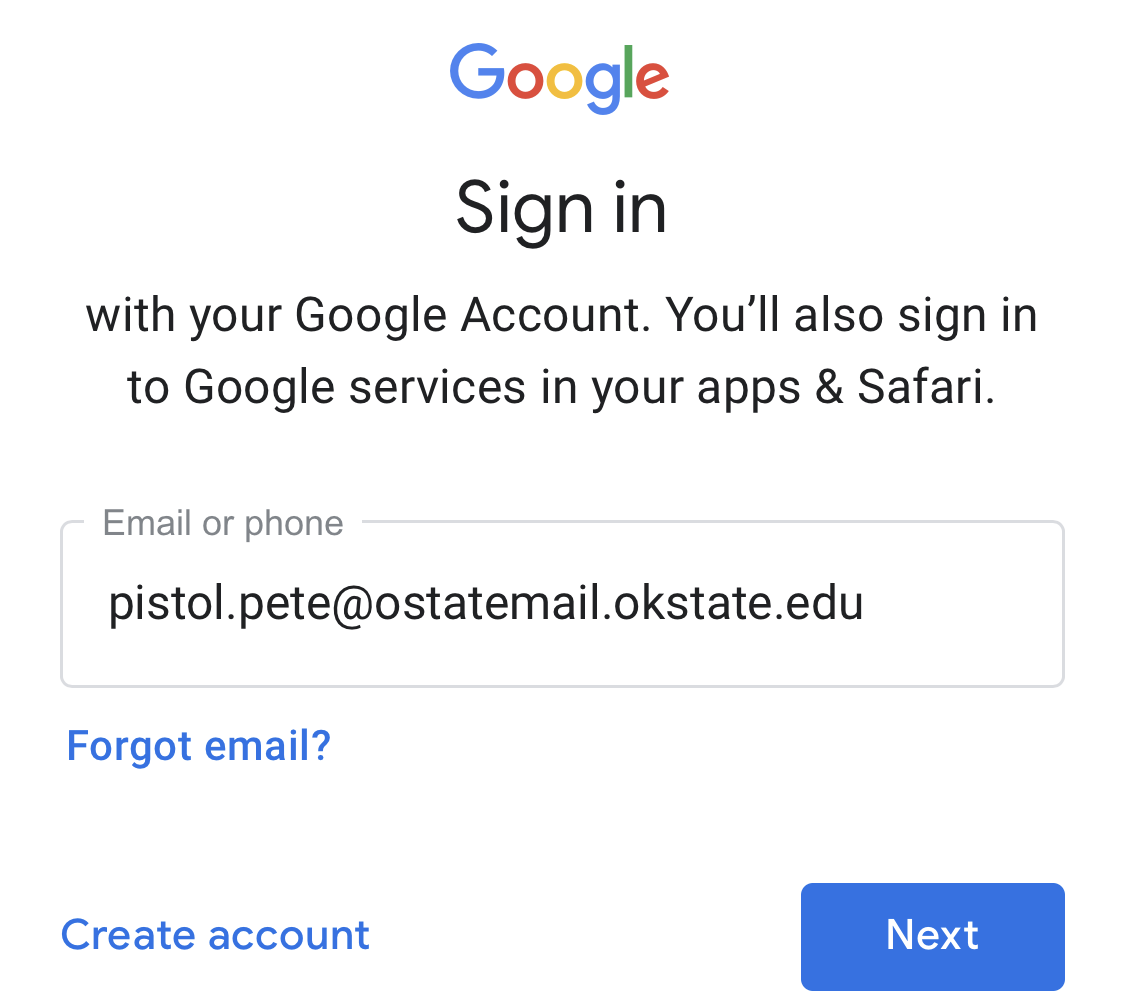 Google
Sign in
with your Google Account. You’ll also sign in
to Google services in your apps & Safari.
Email or phone
pistol.pete@ostatemail.okstate.edu
Forgot email?
Create account
Next